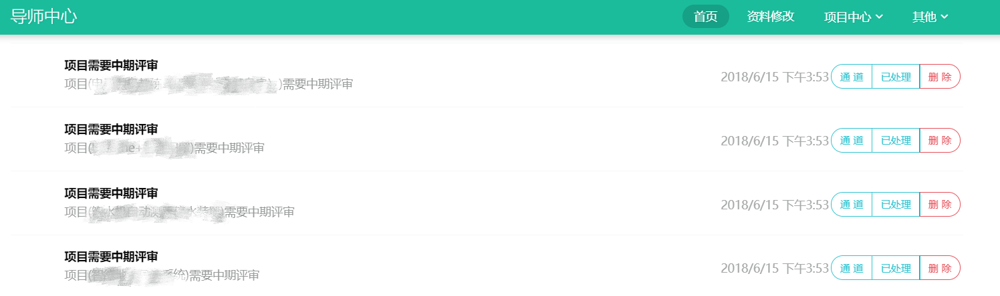 导师中心 首页 资料修改 项目中心 其他
项目需要中期评审
项目( )需要中期评审 2018/6/15 下午3:53 通道 已处理 删除
项目需要中期评审
项目( )需要中期评审 2018/6/15 下午3:53 通道 已处理 删除
项目需要中期评审
项目( )需要中期评审 2018/6/15 下午3:53 通道 已处理 删除
项目需要中期评审
项目( 系统)需要中期评审 2018/6/15 下午3:53 通道 已处理 删除